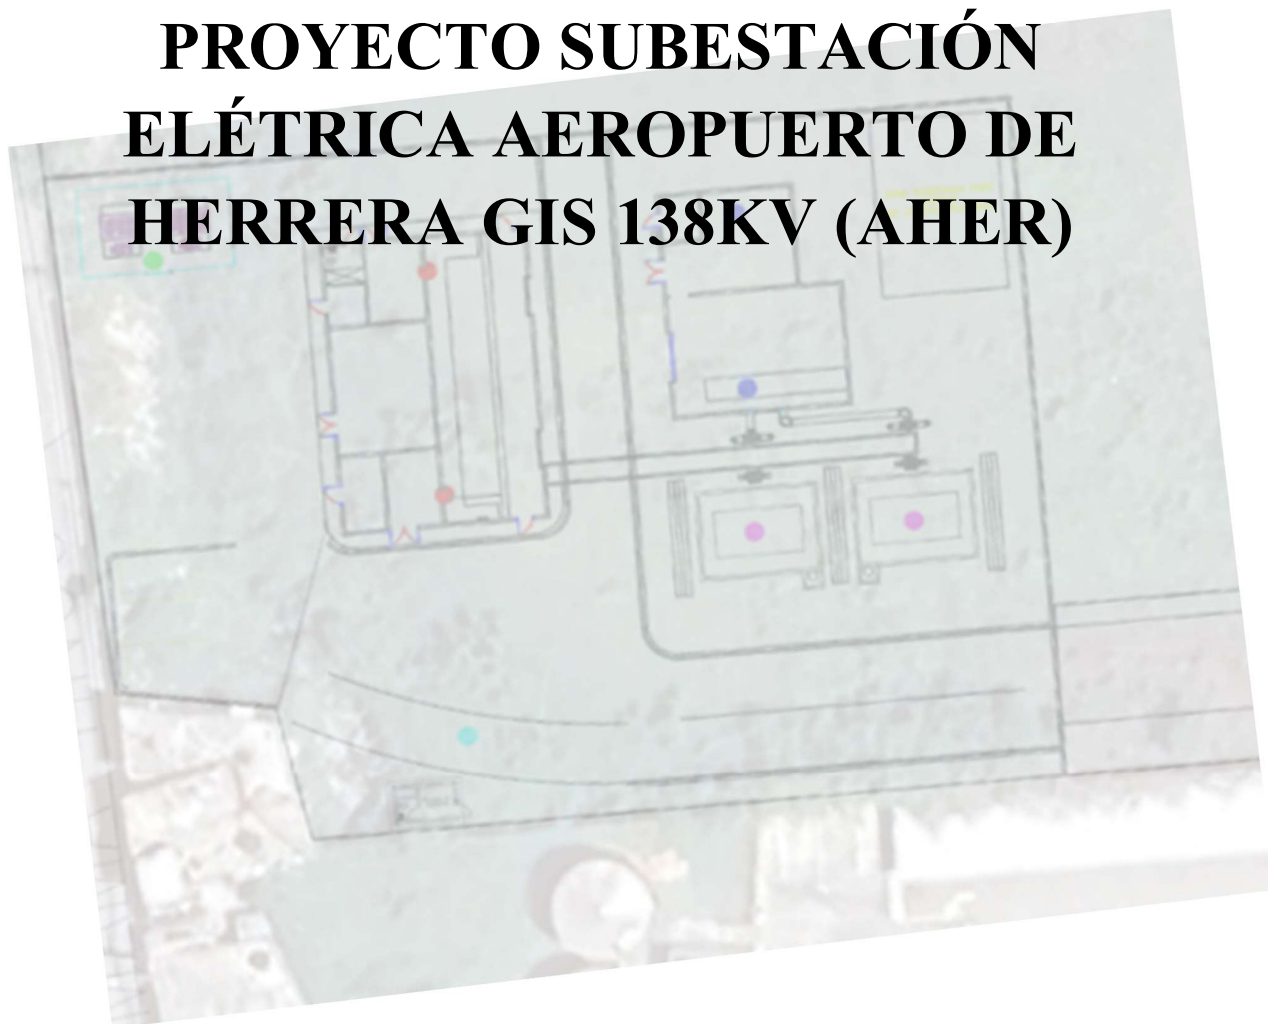 PROYECTO SUBESTACIÓN
ELÉTRICA AEROPUERTO DE
HERRERA GIS 138KV (AHER)